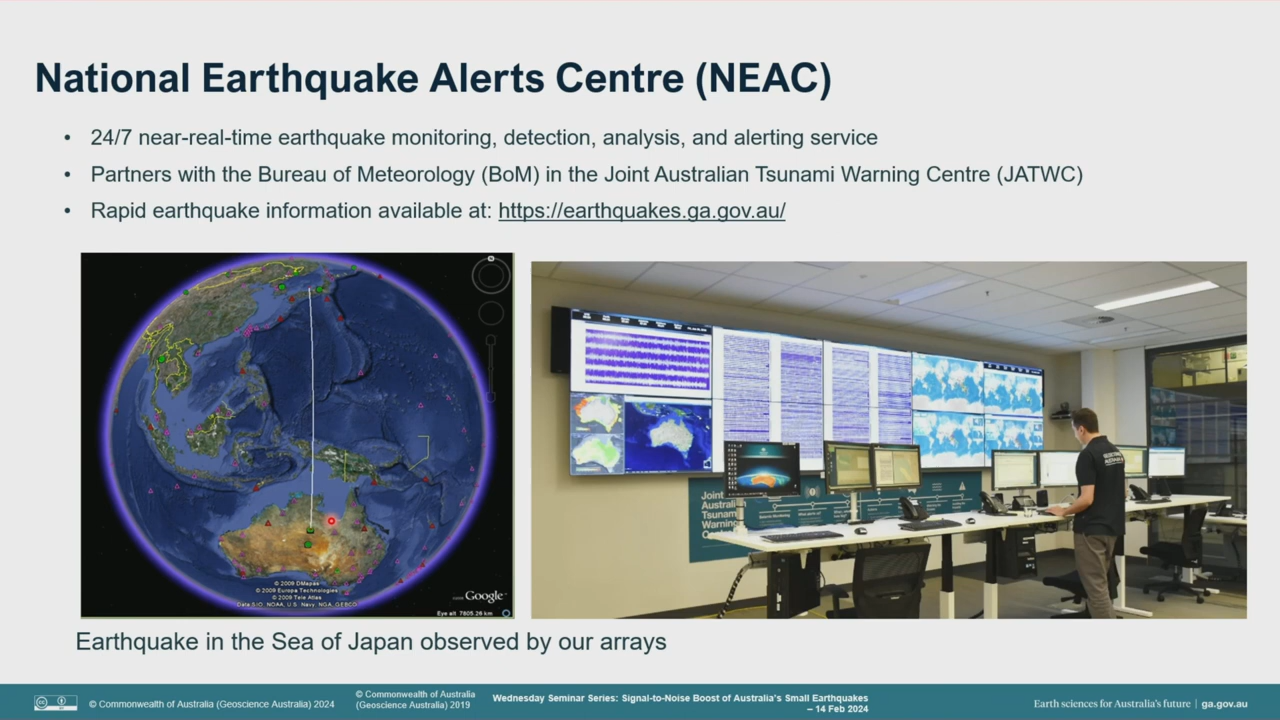 National Earthquake Alerts Centre (NEAC)
• 24/7 near-real-time earthquake monitoring, detection, analysis, and alerting service
• Partners with the Bureau of Meteorology (BoM) in the Joint Australian Tsunami Warning Centre (JATWC)
• Rapid earthquake information available at: https://earthquakes.ga.gov.au/
© 2009 DMapas
© 2009 Europa Technologies
© 2009 Tele Atlas
Data SIO, NOAA, U.S. Navy, NGA, GEBCO
Google
Eye alt 7805.26 km
Joint
Tsunami
Earthquake in the Sea of Japan observed by our arrays
© Commonwealth of Australia (Geoscience Australia) 2024
© Commonwealth of Australia
(Geoscience Australia) 2019
Wednesday Seminar Series: Signal-to-Noise Boost of Australia's Small Earthquakes
– 14 Feb 2024
Earth sciences for Australia's future | ga.gov.au